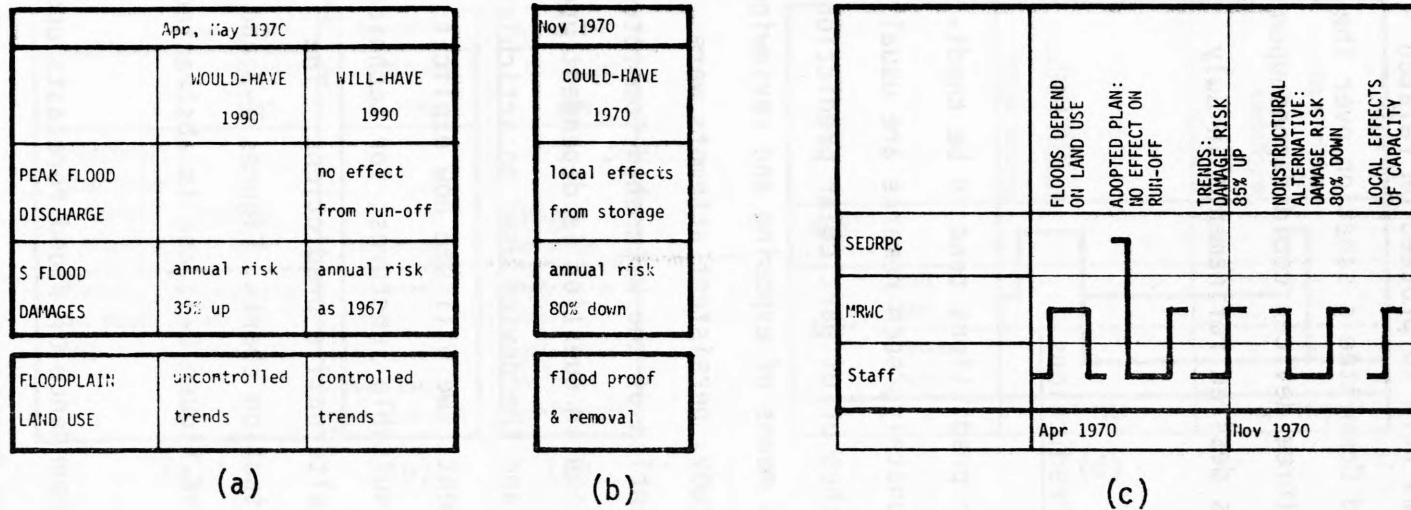 Apr, May 1970
WOULD-HAVE
1990
WILL-HAVE
1990
PEAK FLOOD
DISCHARGE
no effect
from run-off
S FLOOD
DAMAGES
annual risk
35% up
annual risk
as 1967
FLOODPLAIN
LAND USE
uncontrolled
trends
controlled
trends
(a)
Nov 1970
COULD-HAVE
1970
local effects
from storage
annual risk
80% down
flood proof
& removal
(b)
FLOODS DEPEND
ON LAND USE
ADOPTED PLAN:
NO EFFECT ON
RUN-OFF
TRENDS:
DAMAGE RISK
85% UP
NONSTRUCTURAL
ALTERNATIVE:
DAMAGE RISK
80% DOWN
LOCAL EFFECTS
OF CAPACITY
SEDRPC
MRWC
Staff
Apr 1970
Nov 1970
(c)